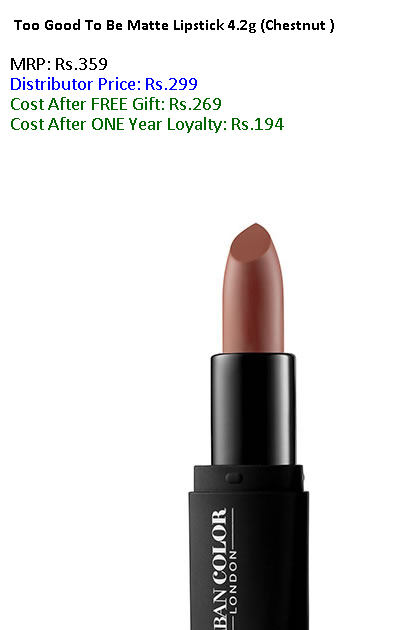 Too Good To Be Matte Lipstick 4.2g (Chestnut )
MRP: Rs.359
Distributor Price: Rs.299
Cost After FREE Gift: Rs.269
Cost After ONE Year Loyalty: Rs.194
BAN COLOR
LONDON